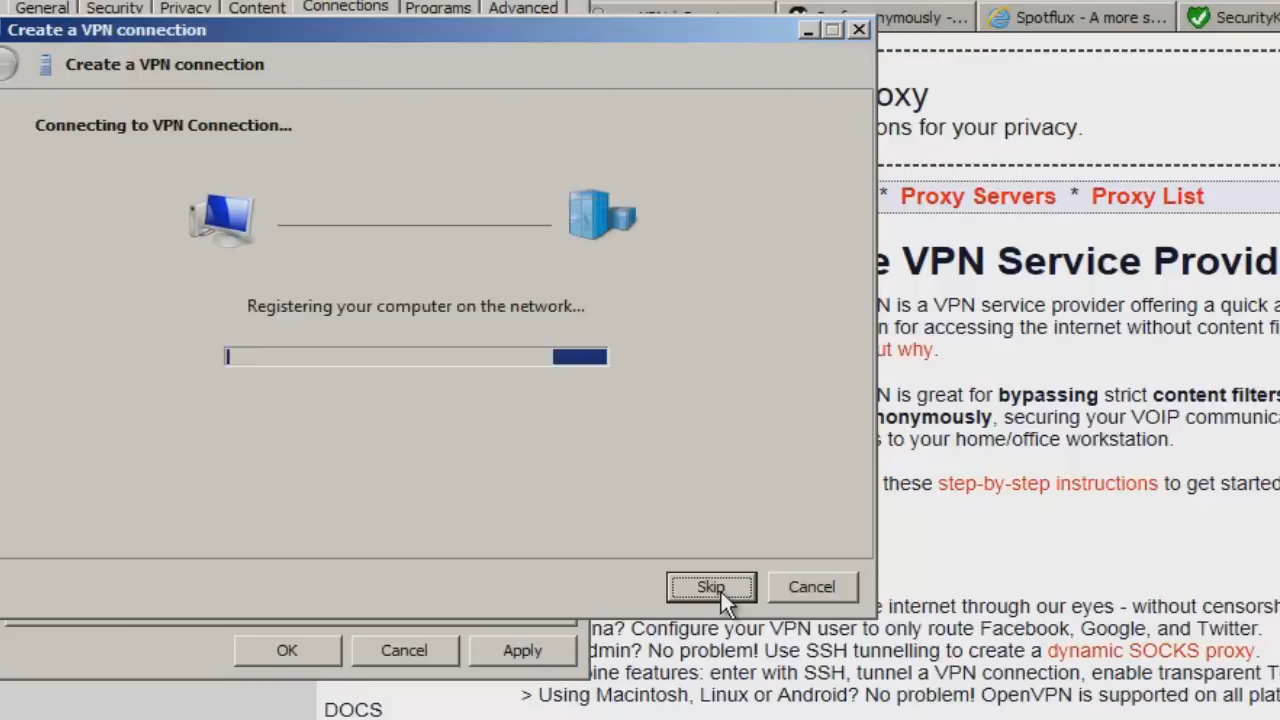 General Security Privacy Content Connections Programs Advanced
Create a VPN connection
Create a VPN connection
Connecting to VPN Connection...
Registering your computer on the network...
Skip Cancel
OK Cancel Apply
nymously -...
Spotflux - A more s...
SecurityK
oxy
ons for your privacy.
* Proxy Servers * Proxy List
e VPN Service Provid
N is a VPN service provider offering a quick a
n for accessing the internet without content fi
ut why.
N is great for bypassing strict content filters
nonymously, securing your VOIP communica
s to your home/office workstation.
these step-by-step instructions to get started
e internet through our eyes - without censorsh
na? Configure your VPN user to only route Facebook, Google, and Twitter.
dmin? No problem! Use SSH tunnelling to create a dynamic SOCKS proxy.
ine features: enter with SSH, tunnel a VPN connection, enable transparent T
> Using Macintosh, Linux or Android? No problem! OpenVPN is supported on all plat
DOCS